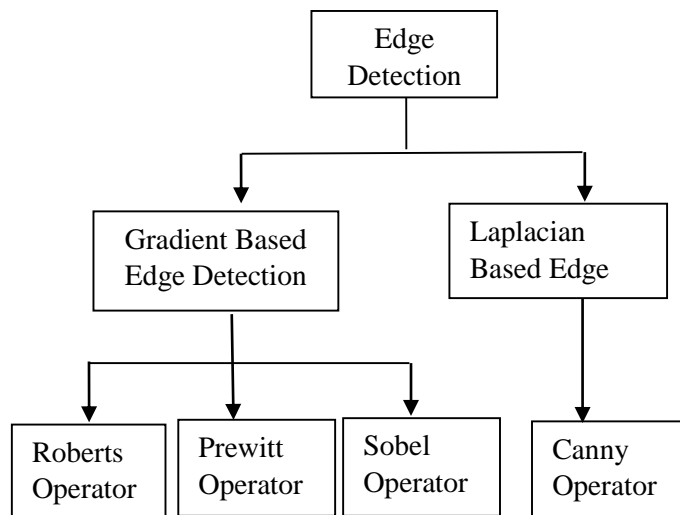 Edge
Detection
Gradient Based
Edge Detection
Laplacian
Based Edge
Roberts
Operator
Prewitt
Operator
Sobel
Operator
Canny
Operator